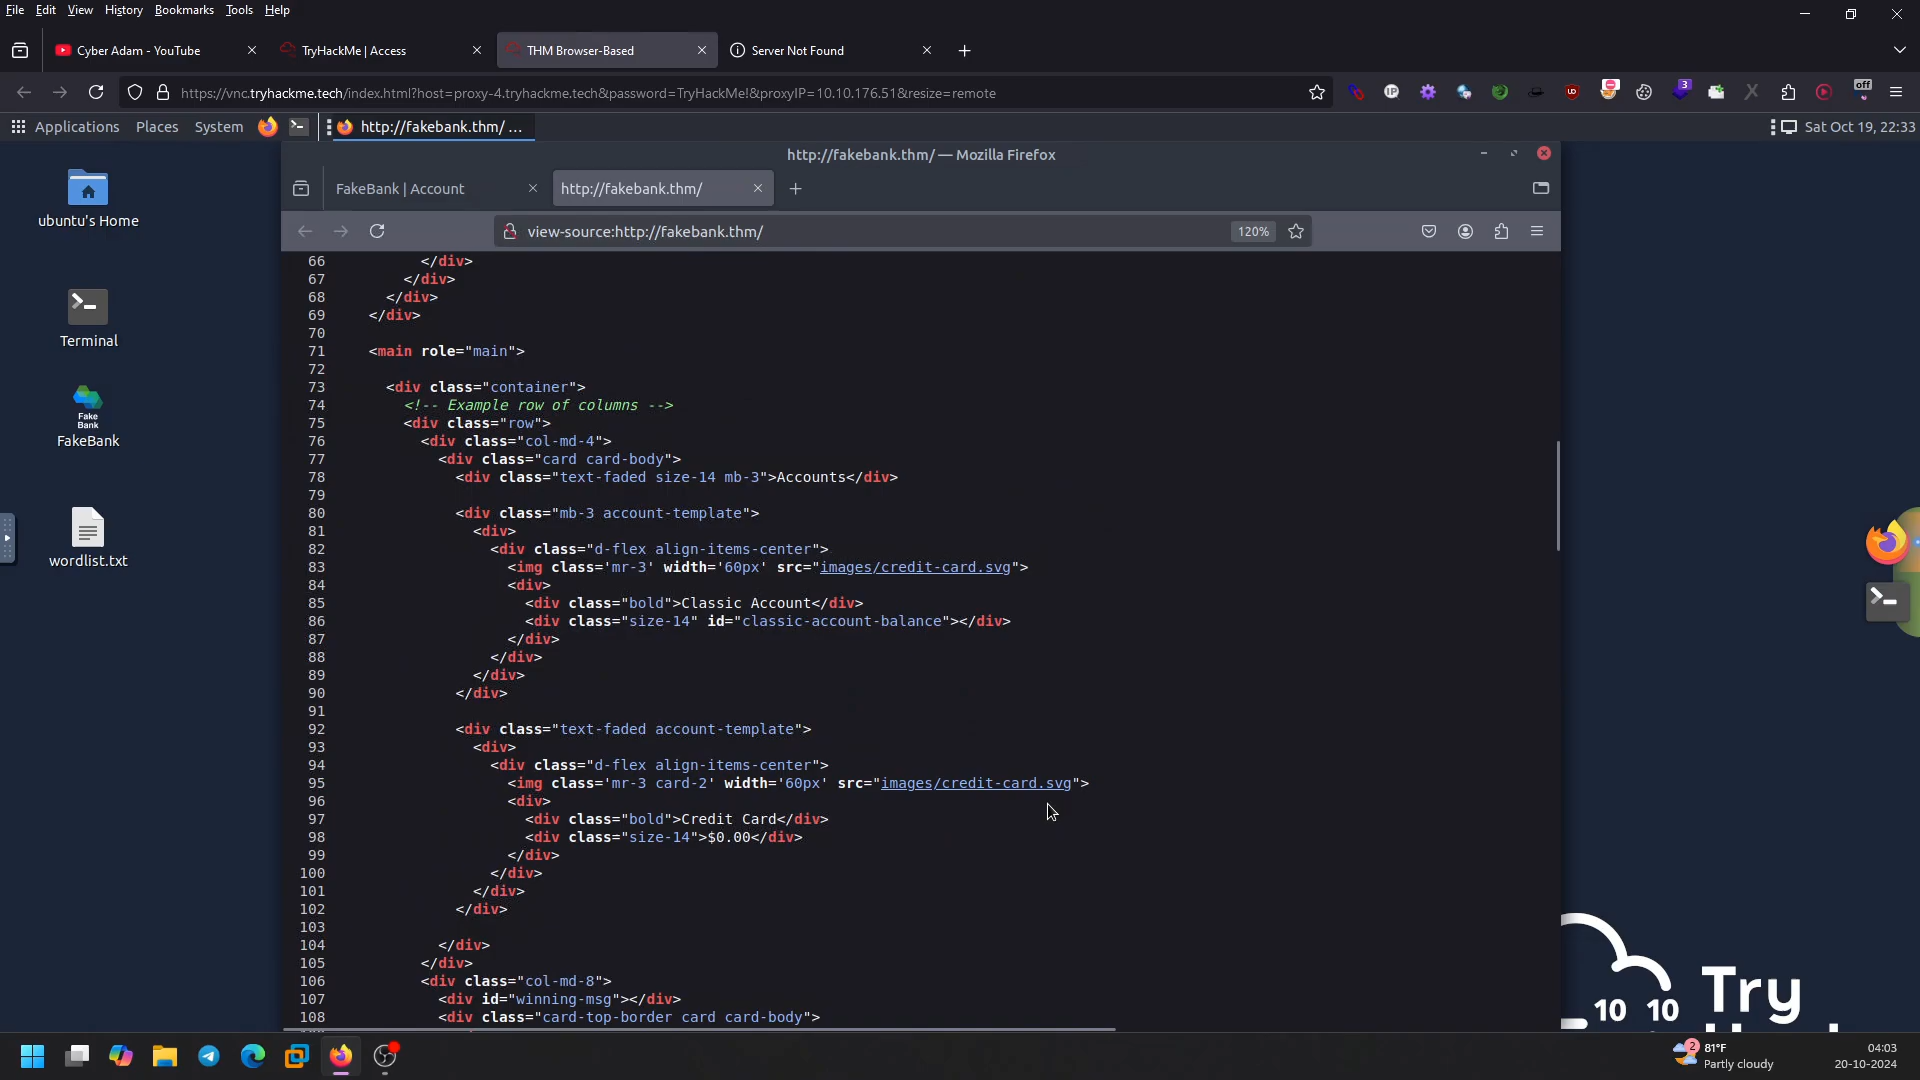 File Edit View History Bookmarks Tools Help
Cyber Adam - YouTube
TryHackMe | Access
THM Browser-Based
Server Not Found
https://vnc.tryhackme.tech/index.html?host=proxy-4.tryhackme.tech&password=TryHackMe!&proxyIP=10.10.176.51&resize=remote
IP
UD
3
off
Applications Places System
http://fakebank.thm/ ...
Sat Oct 19, 22:33
http://fakebank.thm/ — Mozilla Firefox
FakeBank | Account
http://fakebank.thm/
view-source:http://fakebank.thm/
120%
ubuntu's Home
Terminal
Fake
Bank
FakeBank
wordlist.txt
66 </div>
67 </div>
68 </div>
69 </div>
70
71 <main role="main">
72
73 <div class="container">
74 <!-- Example row of columns -->
75 <div class="row">
76 <div class="col-md-4">
77 <div class="card card-body">
78 <div class="text-faded size-14 mb-3">Accounts</div>
79
80 <div class="mb-3 account-template">
81 <div>
82 <div class="d-flex align-items-center">
83 <img class='mr-3' width='60px' src="images/credit-card.svg">
84 <div>
85 <div class="bold">Classic Account</div>
86 <div class="size-14" id="classic-account-balance"></div>
87 </div>
88 </div>
89 </div>
90 </div>
91
92 <div class="text-faded account-template">
93 <div>
94 <div class="d-flex align-items-center">
95 <img class='mr-3 card-2' width='60px' src="images/credit-card.svg">
96 <div>
97 <div class="bold">Credit Card</div>
98 <div class="size-14">$0.00</div>
99 </div>
100 </div>
101 </div>
102 </div>
103
104 </div>
105 </div>
106 <div class="col-md-8">
107 <div id="winning-msg"></div>
108 <div class="card-top-border card card-body">
10 10
Try
2
81°F
Partly cloudy
04:03
20-10-2024